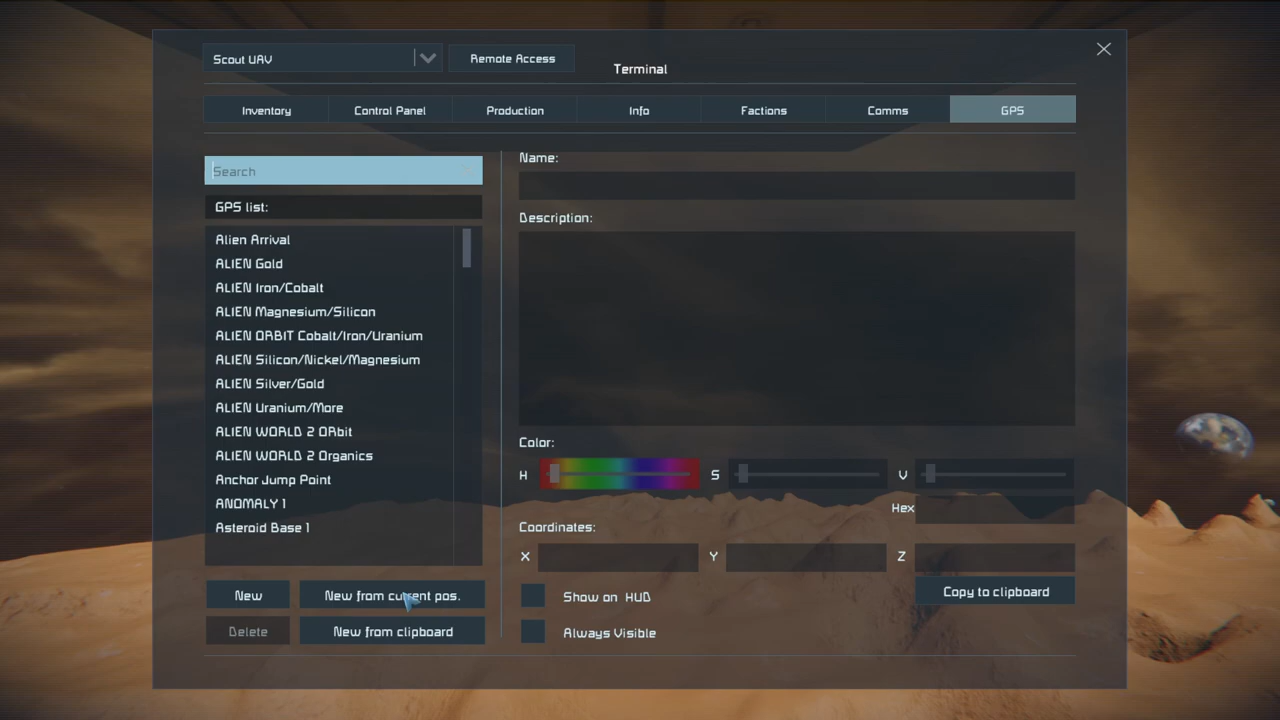 Scout UAV
Remote Access
Terminal
Inventory
Control Panel
Production
Info
Factions
Comms
GPS
Search
GPS list:
Alien Arrival
ALIEN Gold
ALIEN Iron/Cobalt
ALIEN Magnesium/Silicon
ALIEN ORBIT Cobalt/Iron/Uranium
ALIEN Silicon/Nickel/Magnesium
ALIEN Silver/Gold
ALIEN Uranium/More
ALIEN WORLD 2 ORbit
ALIEN WORLD 2 Organics
Anchor Jump Point
ANOMALY 1
Asteroid Base 1
New
New from current pos.
Delete
New from clipboard
Name:
Description:
Color:
H
S
V
Hex
Coordinates:
X
Y
Z
Show on HUD
Copy to clipboard
Always Visible